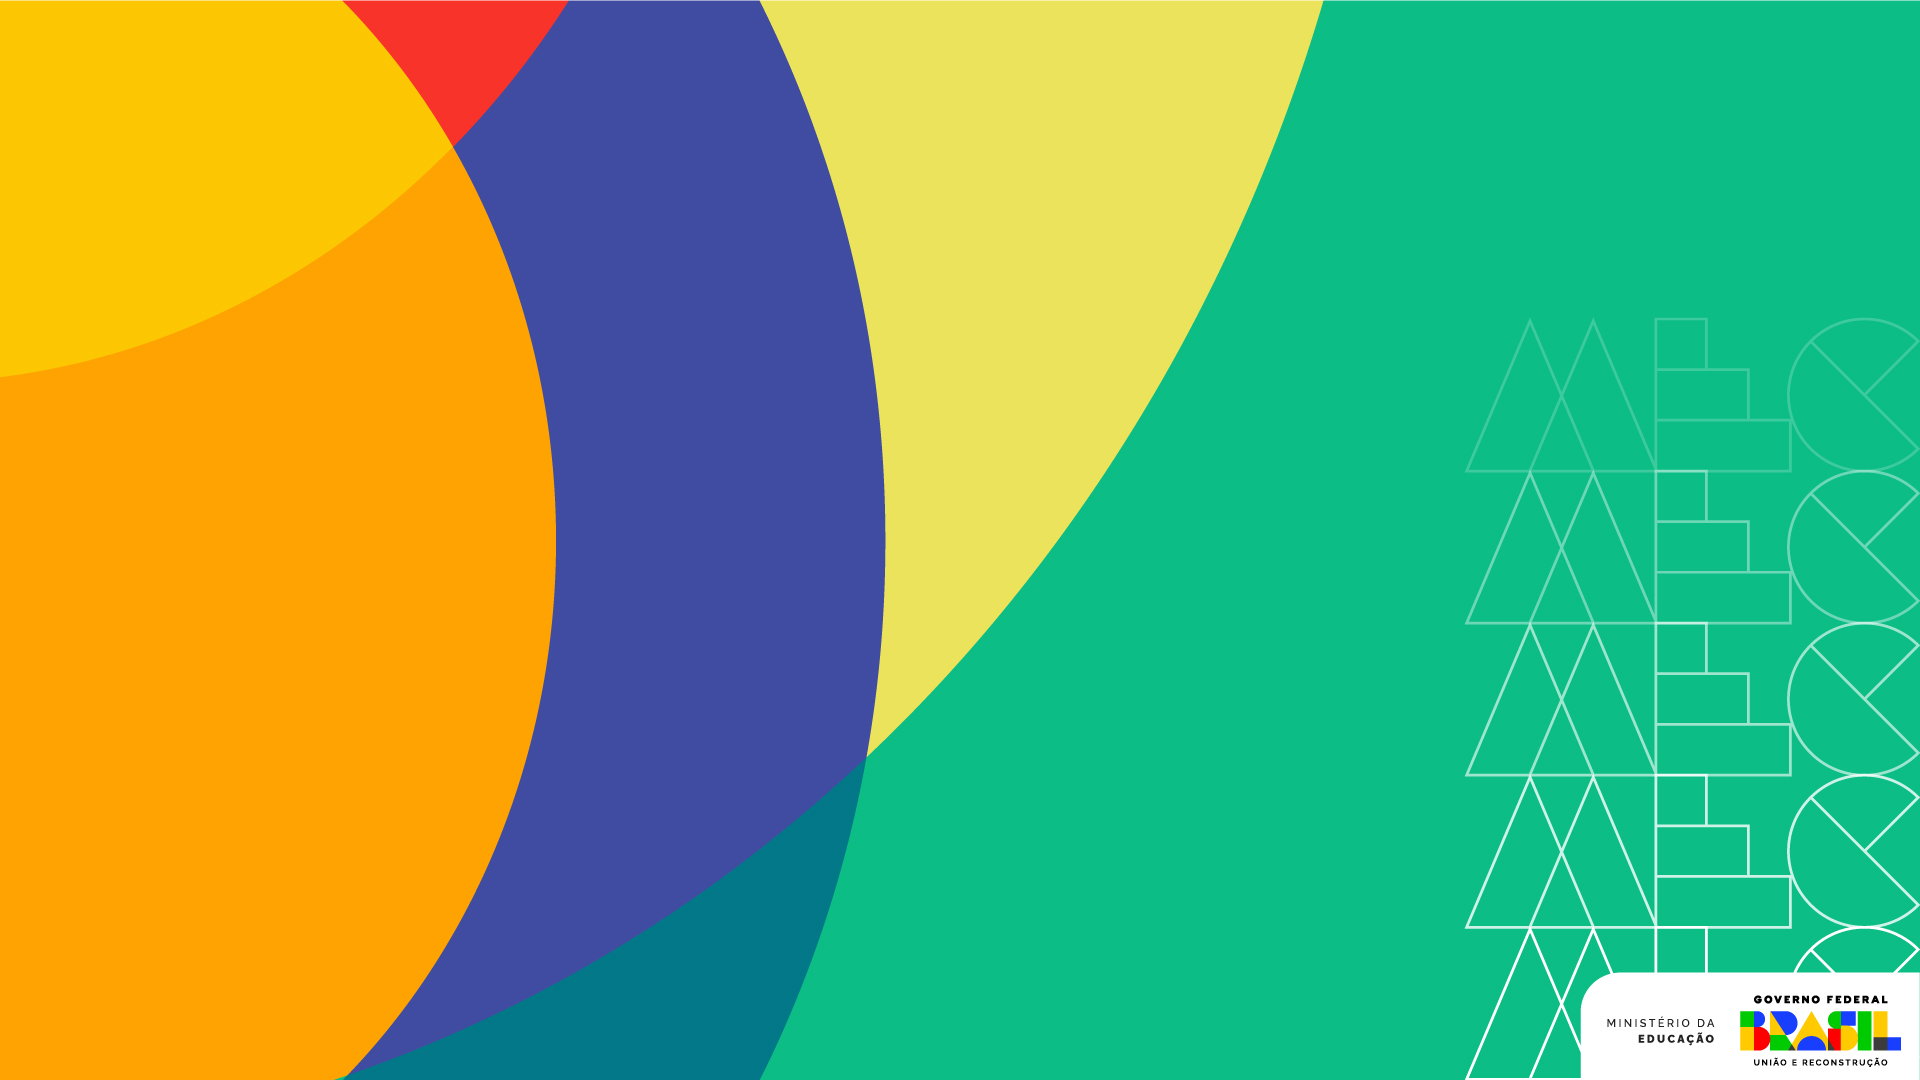 MINISTÉRIO DA
EDUCAÇÃO
GOVERNO FEDERAL
BRASIL
UNIÃO E RECONSTRUÇÃO